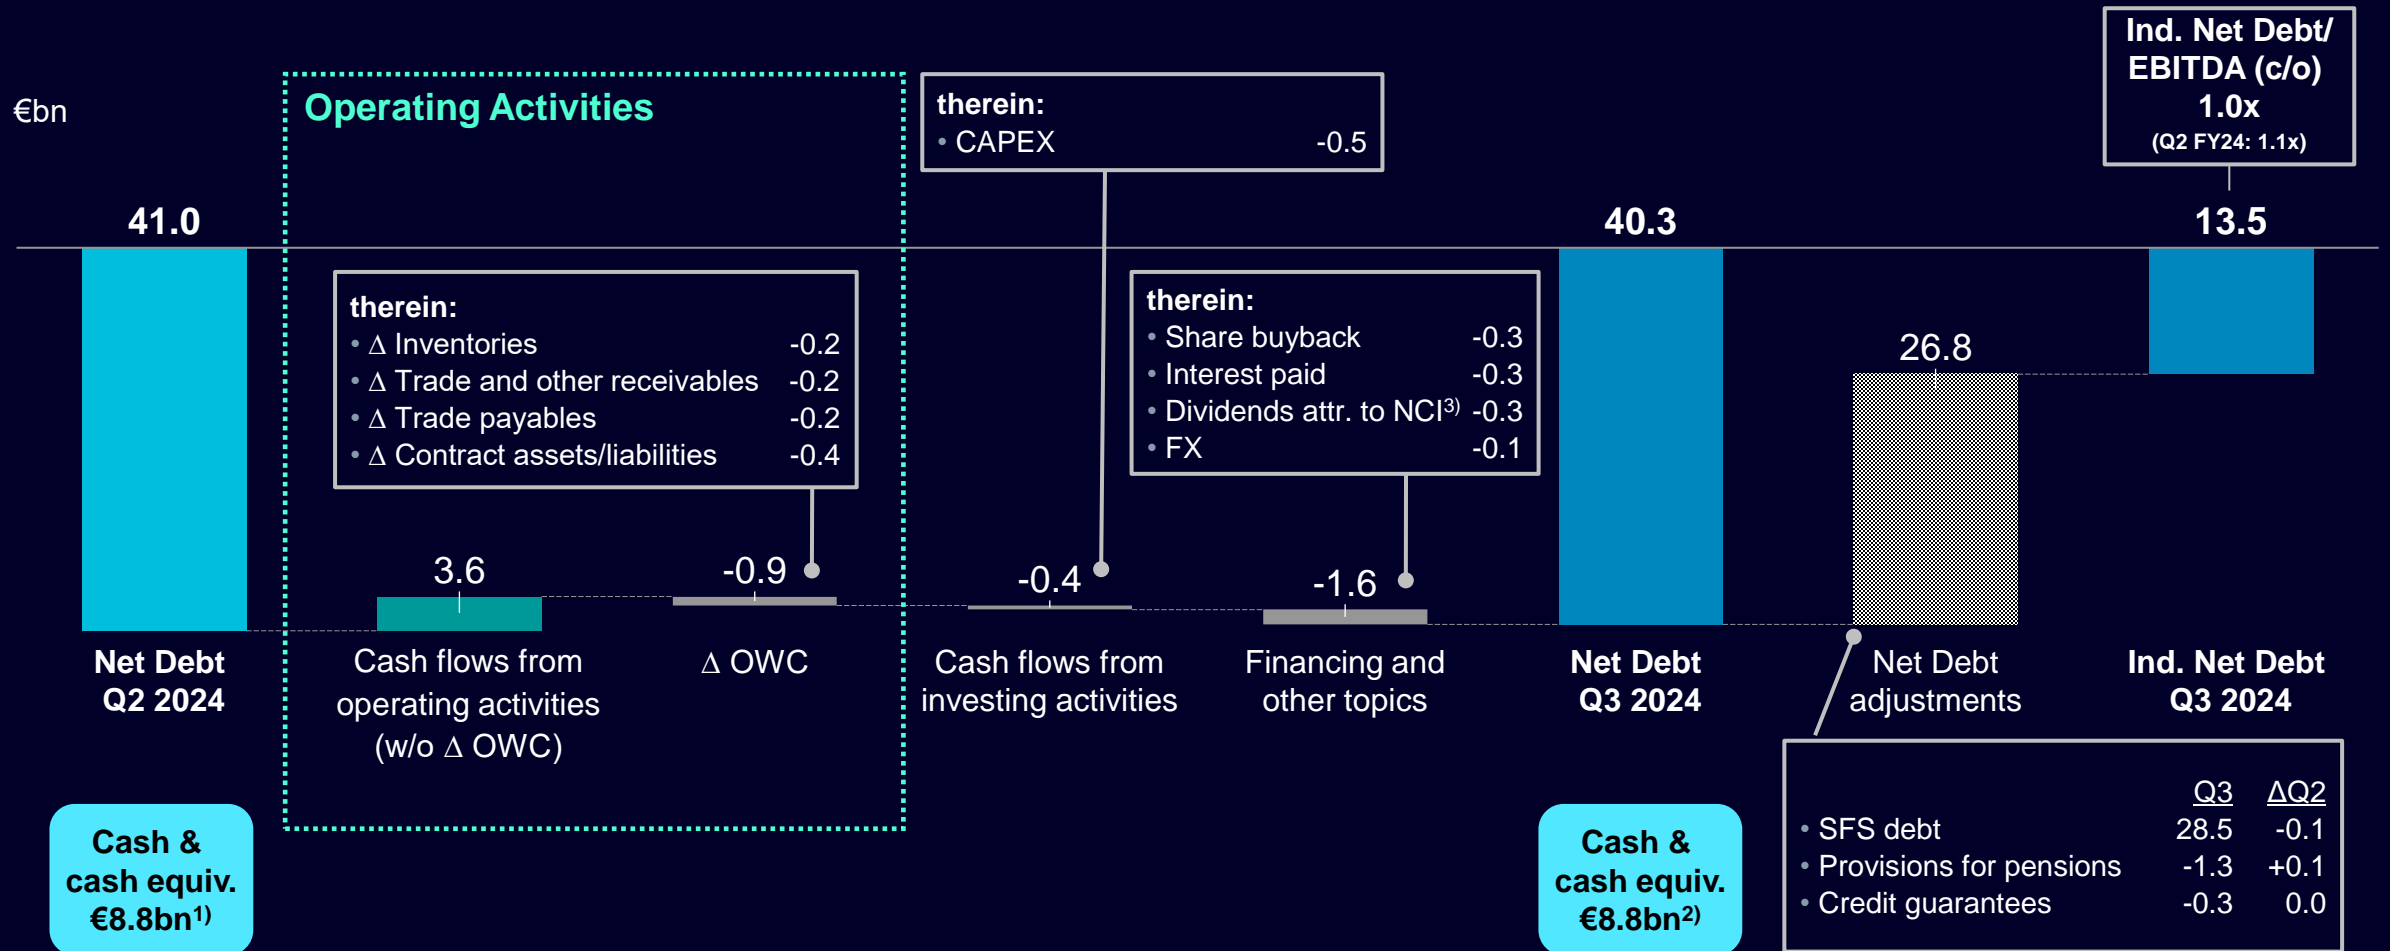 €bn
Operating Activities
therein:
• CAPEX -0.5
Ind. Net Debt/
EBITDA (c/o)
1.0x
(Q2 FY24: 1.1x)
41.0
40.3
13.5
therein:
• Δ Inventories -0.2
• Δ Trade and other receivables -0.2
• Δ Trade payables -0.2
• Δ Contract assets/liabilities -0.4
therein:
• Share buyback -0.3
• Interest paid -0.3
• Dividends attr. to NCI3) -0.3
• FX -0.1
26.8
3.6
-0.9
-0.4
-1.6
Net Debt
Q2 2024
Cash flows from
operating activities
(w/o Δ OWC)
Δ OWC
Cash flows from
investing activities
Financing and
other topics
Net Debt
Q3 2024
Net Debt
adjustments
Ind. Net Debt
Q3 2024
Cash &
cash equiv.
€8.8bn1)
Cash &
cash equiv.
€8.8bn2)
Q3 ΔQ2
• SFS debt 28.5 -0.1
• Provisions for pensions -1.3 +0.1
• Credit guarantees -0.3 0.0